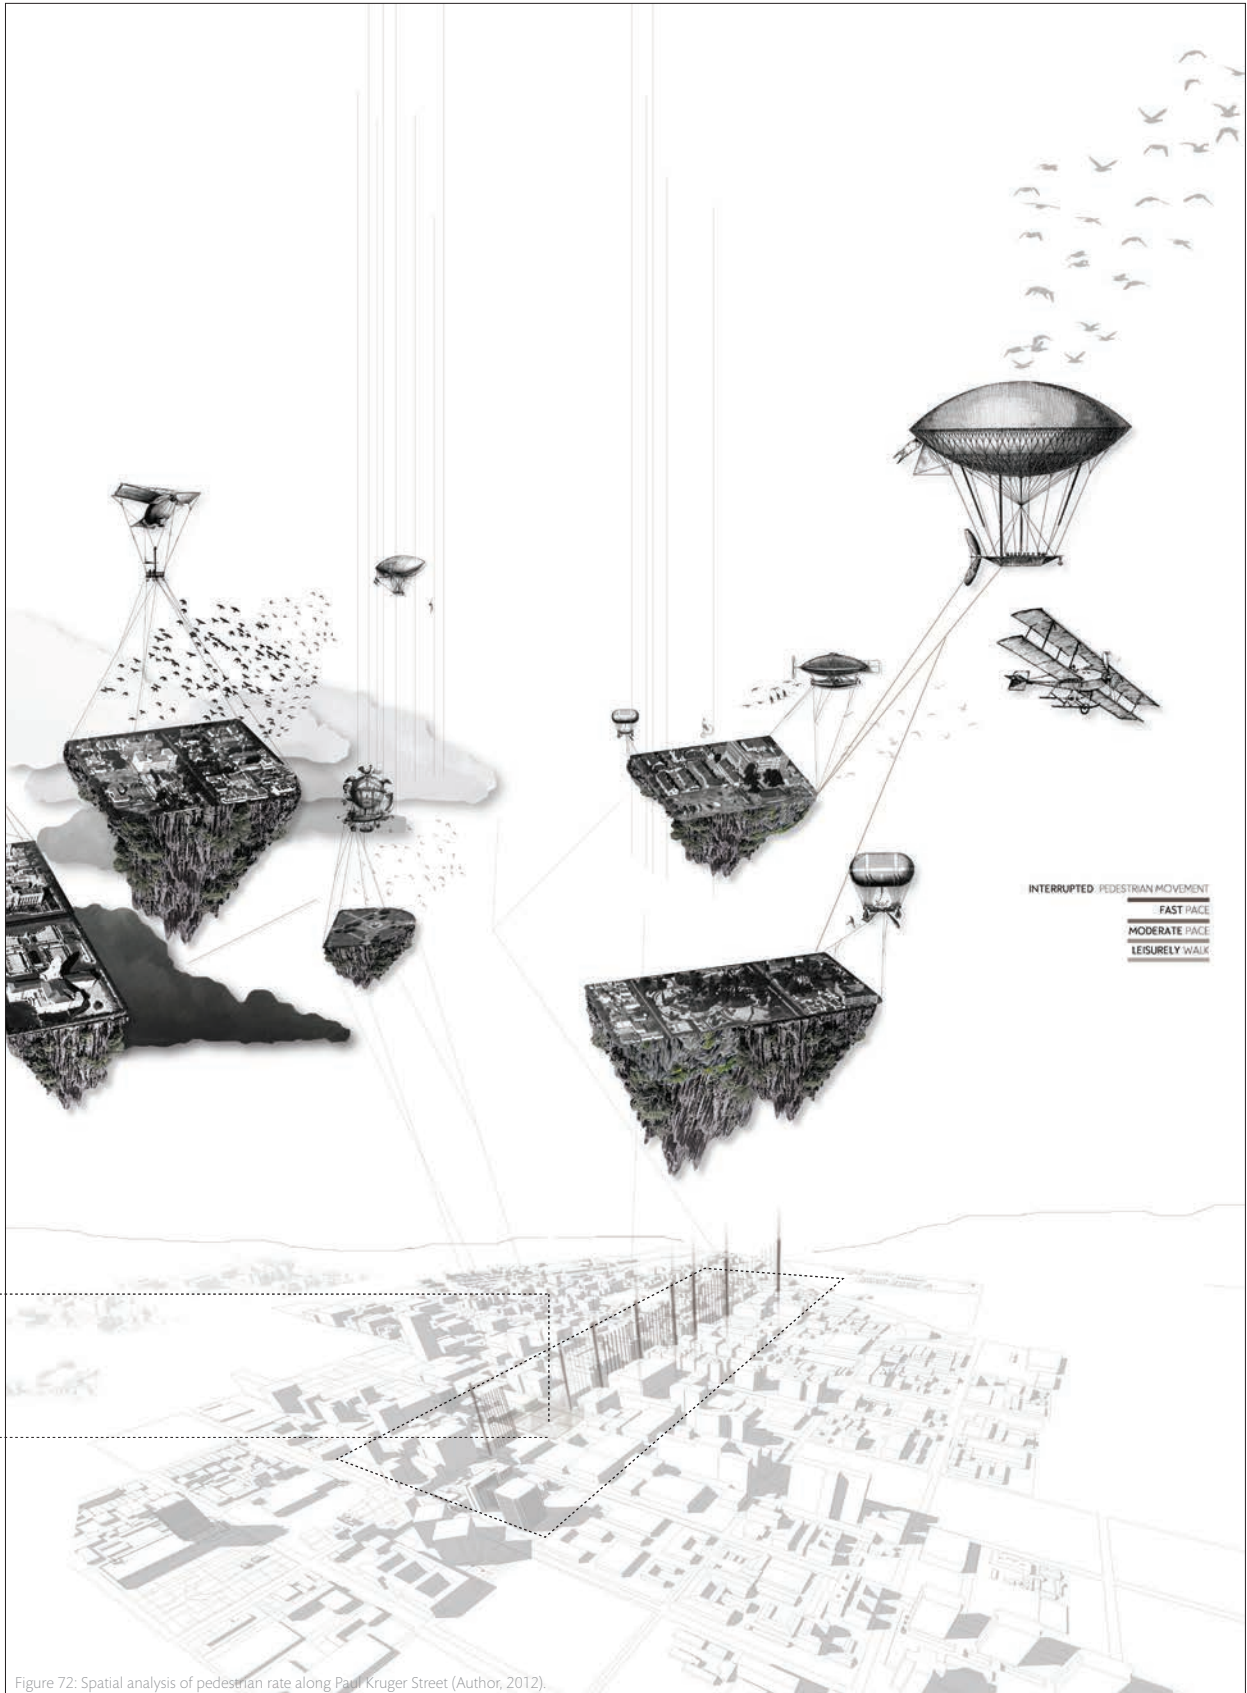 INTERRUPTED PEDESTRIAN MOVEMENT
FAST PACE
MODERATE PACE
LEISURELY WALK
Figure 72: Spatial analysis of pedestrian rate along Paul Kruger Street (Author, 2012).